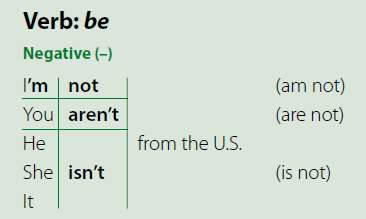 Verb: be
Negative (–)
I'm not (am not)
You aren't (are not)
He from the U.S.
She isn't (is not)
It